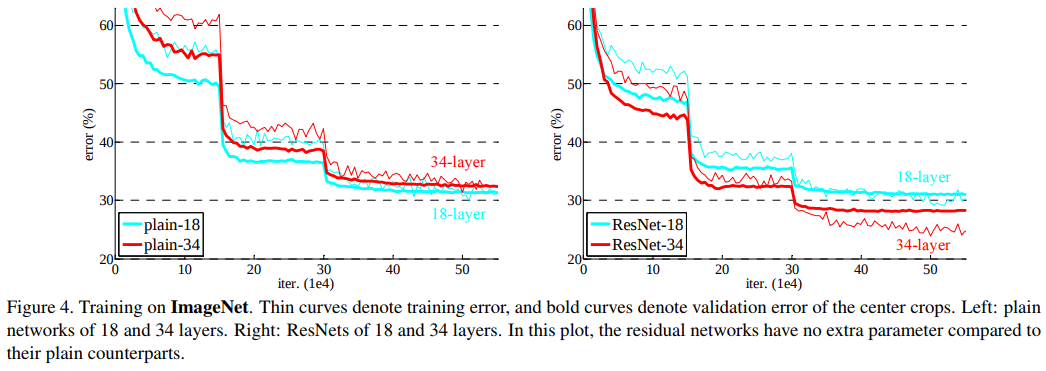 60
50
40
30
20
error (%)
34-layer
18-layer
plain-18
plain-34
0 10 20 30 40 50
iter. (1e4)
60
50
40
30
20
error (%)
18-layer
34-layer
ResNet-18
ResNet-34
0 10 20 30 40 50
iter. (1e4)
Figure 4. Training on ImageNet. Thin curves denote training error, and bold curves denote validation error of the center crops. Left: plain
networks of 18 and 34 layers. Right: ResNets of 18 and 34 layers. In this plot, the residual networks have no extra parameter compared to
their plain counterparts.